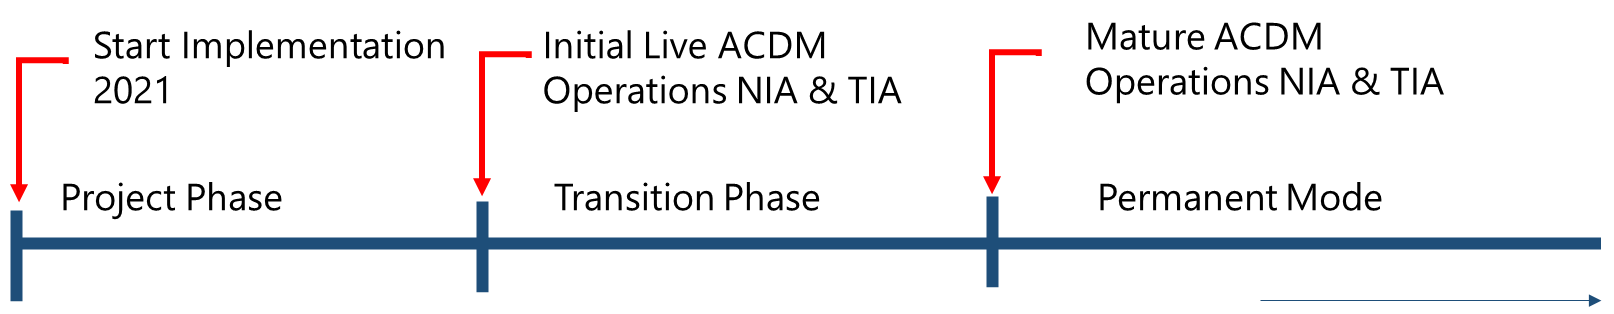 Start Implementation
2021
Initial Live ACDM
Operations NIA & TIA
Mature ACDM
Operations NIA & TIA
Project Phase
Transition Phase
Permanent Mode